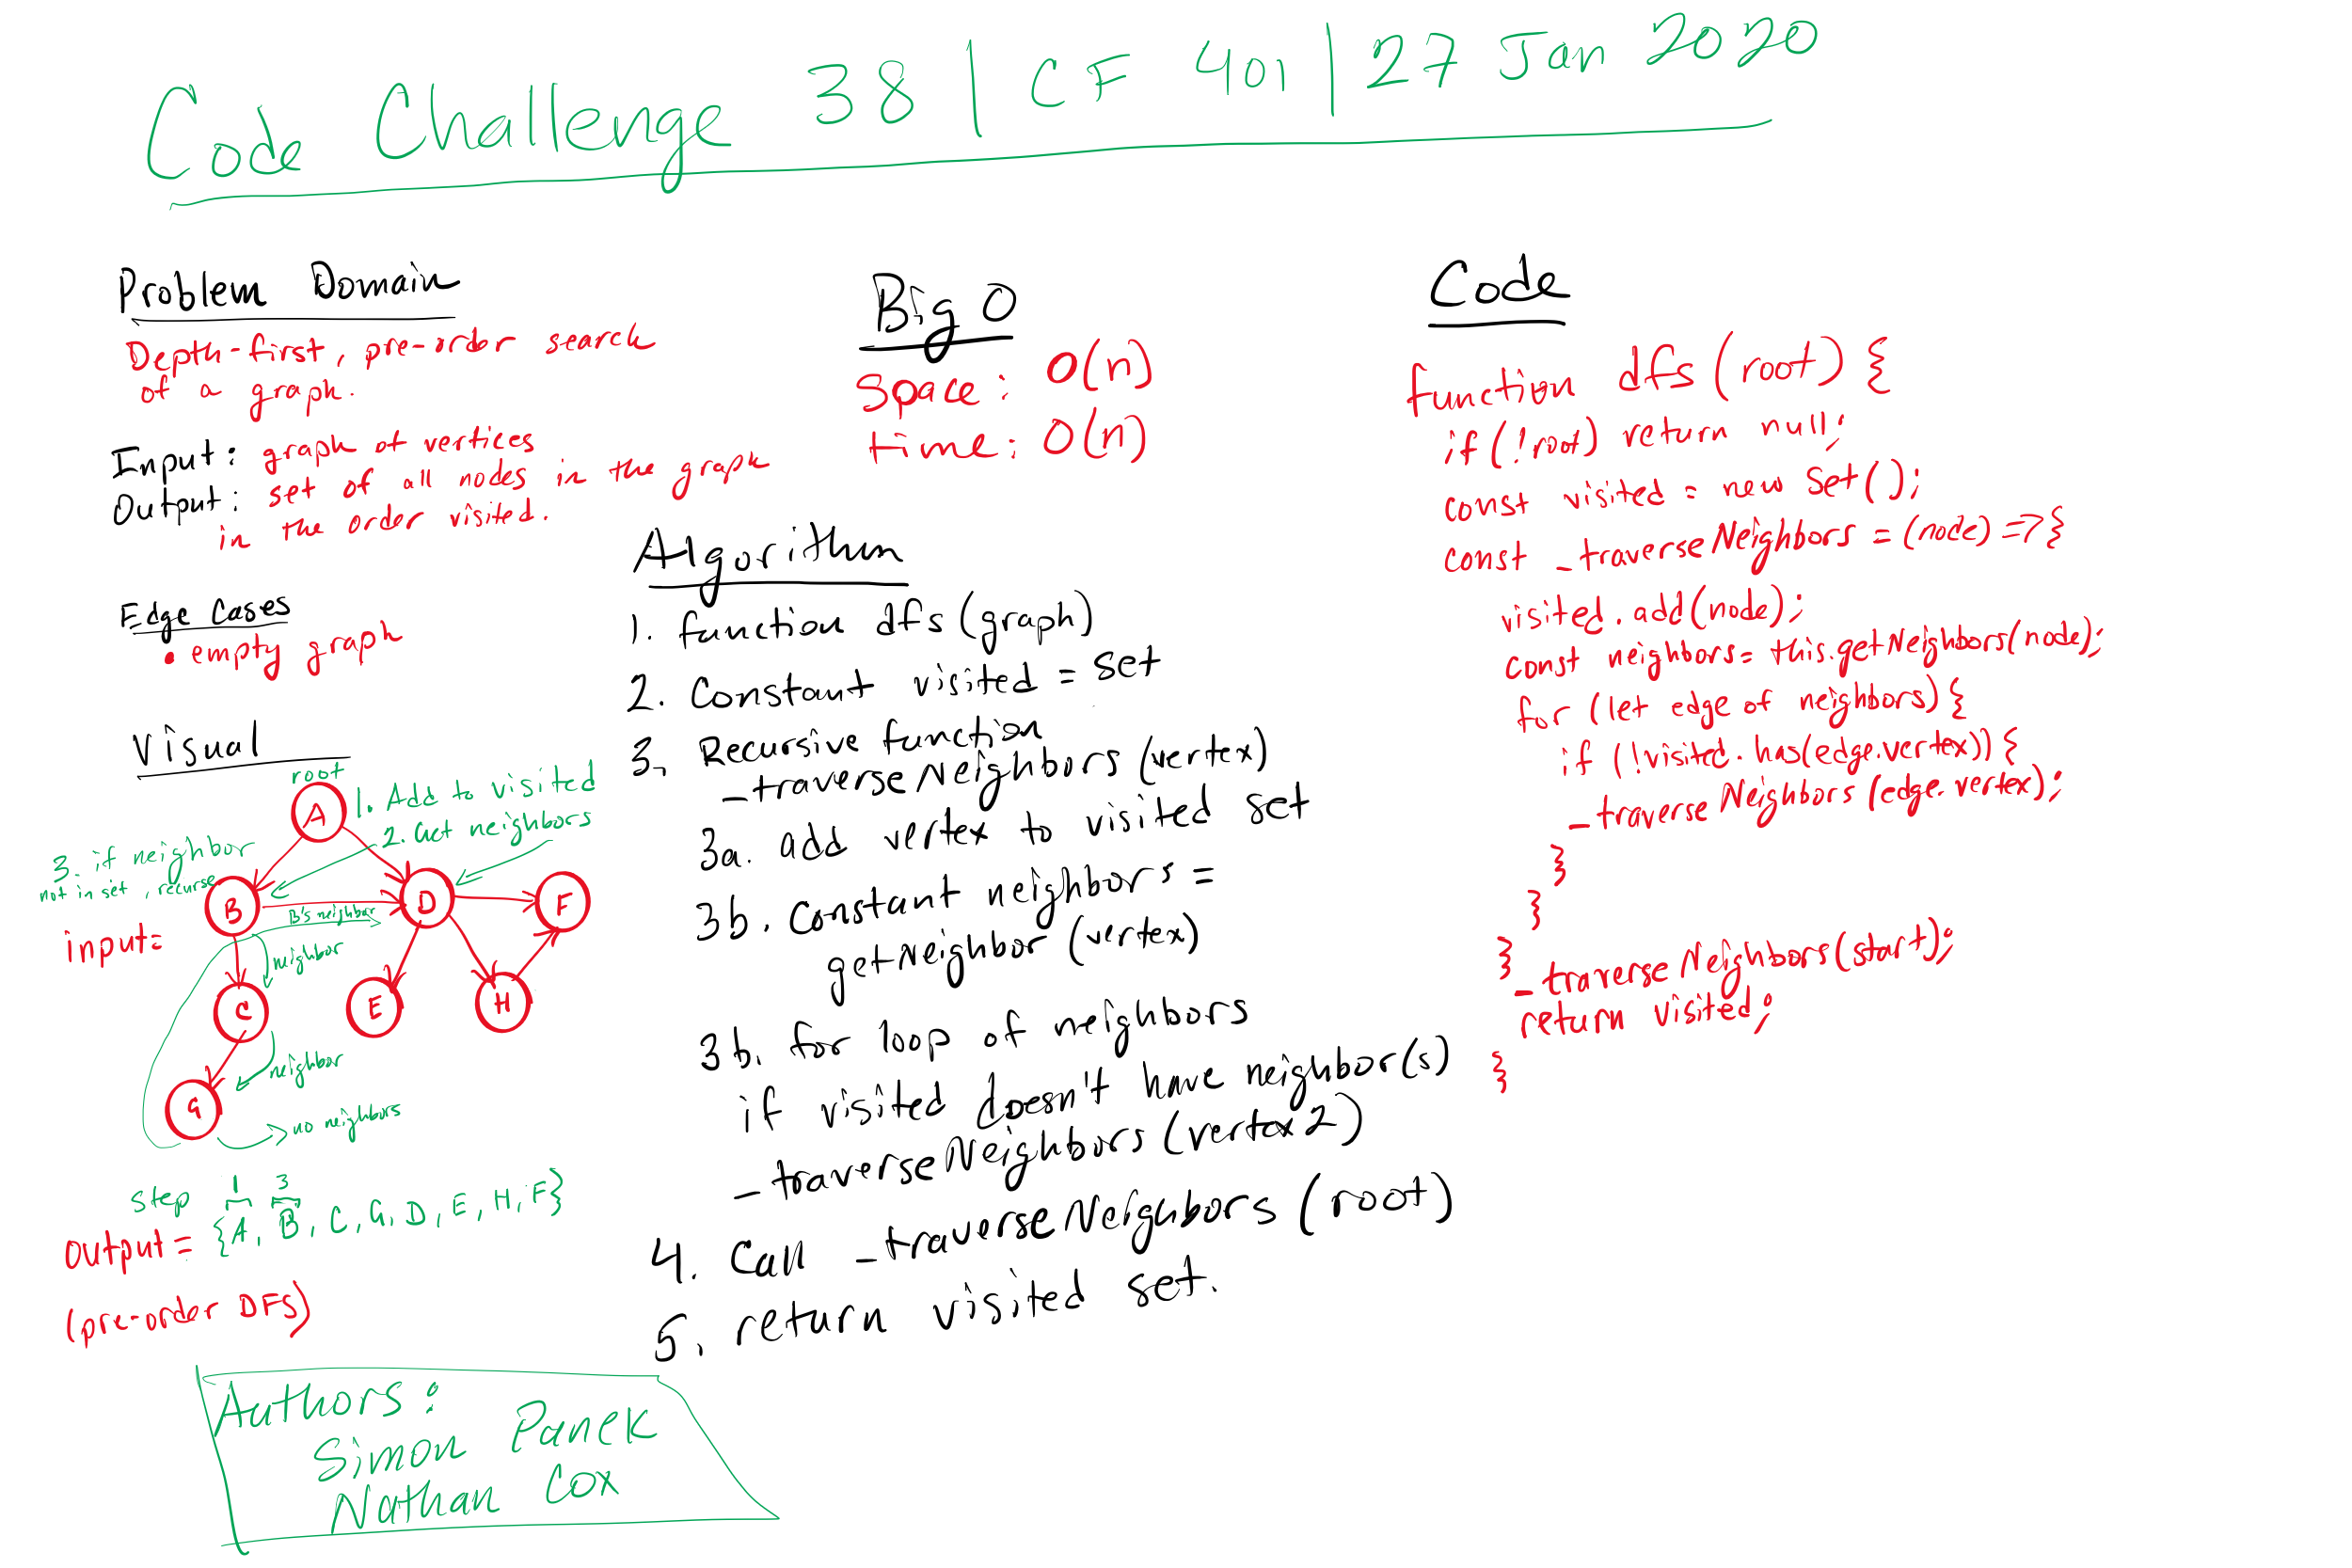 Code Challenge 38 | CF 401 | 27 Jan 2020
Problem Domain
Depth-first, pre-order search
of a graph.
Input: graph of vertices
Output: set of all nodes in the graph
in the order visited.
Edge Cases
• empty graph
Visual
root
A
1. Add to visited
2. Get neighbors
3. if neighbor
not in set, recurse
B
D
F
B's neighbor
input=
neighbor
C
E
H
neighbor
G
no neighbors
step 1 3
output = {A, B, C, G, D, E, H, F}
(pre-order DFS)
Authors:
Simon Panek
Nathan Cox
Big O
Space: O(n)
time: O(n)
Algorithm
1. function dfs (graph)
2. Constant visited = set
3. Recursive function
_traverseNeighbors (vertex)
3a. add vertex to visited set
3b. Constant neighbors =
getNeighbor (vertex)
3b. for loop of neighbors
if visited doesn't have neighbor(s)
_traverseNeighbors (vertex2)
4. Call _traverseNeighbors (root)
5. return visited set.
Code
function dfs (root) {
if (!root) return null;
const visited = new Set();
const _traverseNeighbors = (node) => {
visited.add(node);
const neighbors = this.getNeighbors(node);
for (let edge of neighbors) {
if (!visited.has(edge.vertex)) {
_traverseNeighbors (edge.vertex);
}
}
}
_traverseNeighbors(start);
return visited;
}